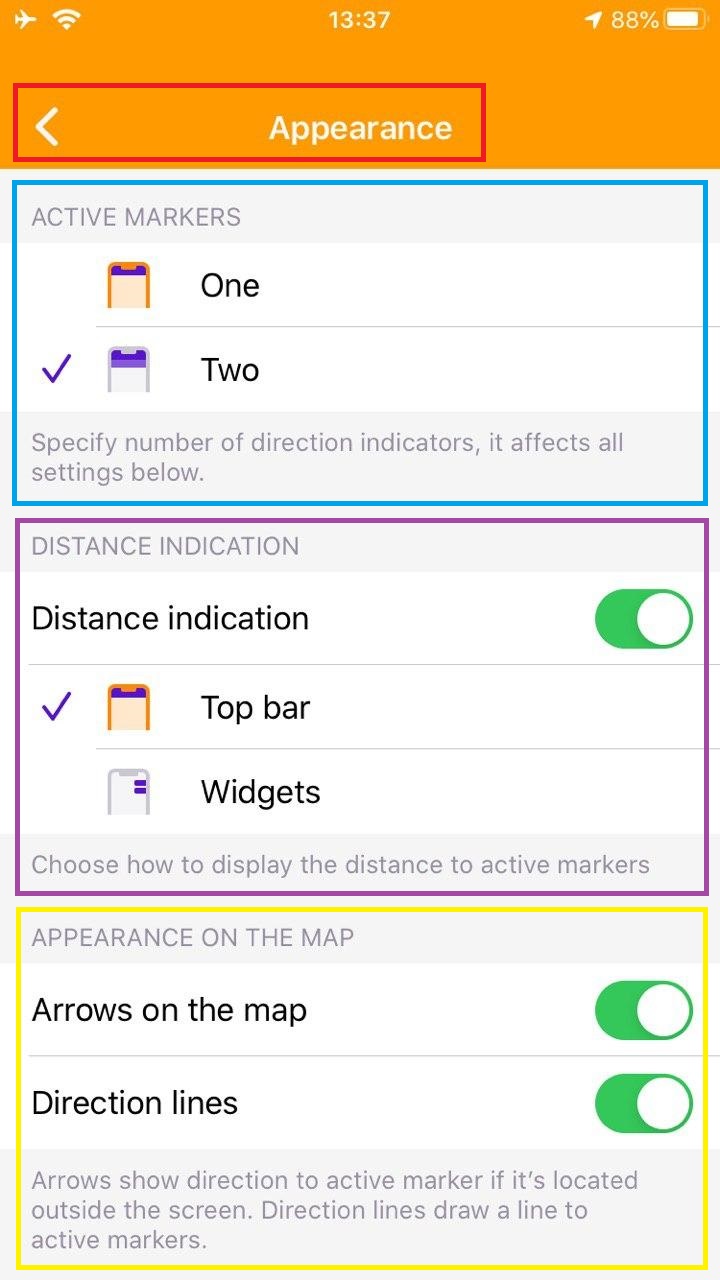 13:37
88%
Appearance
ACTIVE MARKERS
One
Two
Specify number of direction indicators, it affects all
settings below.
DISTANCE INDICATION
Distance indication
Top bar
Widgets
Choose how to display the distance to active markers
APPEARANCE ON THE MAP
Arrows on the map
Direction lines
Arrows show direction to active marker if it’s located
outside the screen. Direction lines draw a line to
active markers.